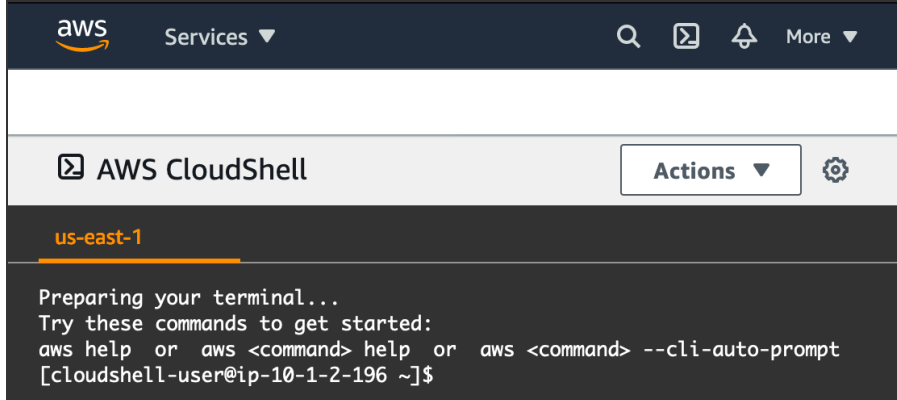 aws
Services ▼
More ▼
AWS CloudShell
Actions ▼
us-east-1
Preparing your terminal...
Try these commands to get started:
aws help  or  aws <command> help  or  aws <command> --cli-auto-prompt
[cloudshell-user@ip-10-1-2-196 ~]$